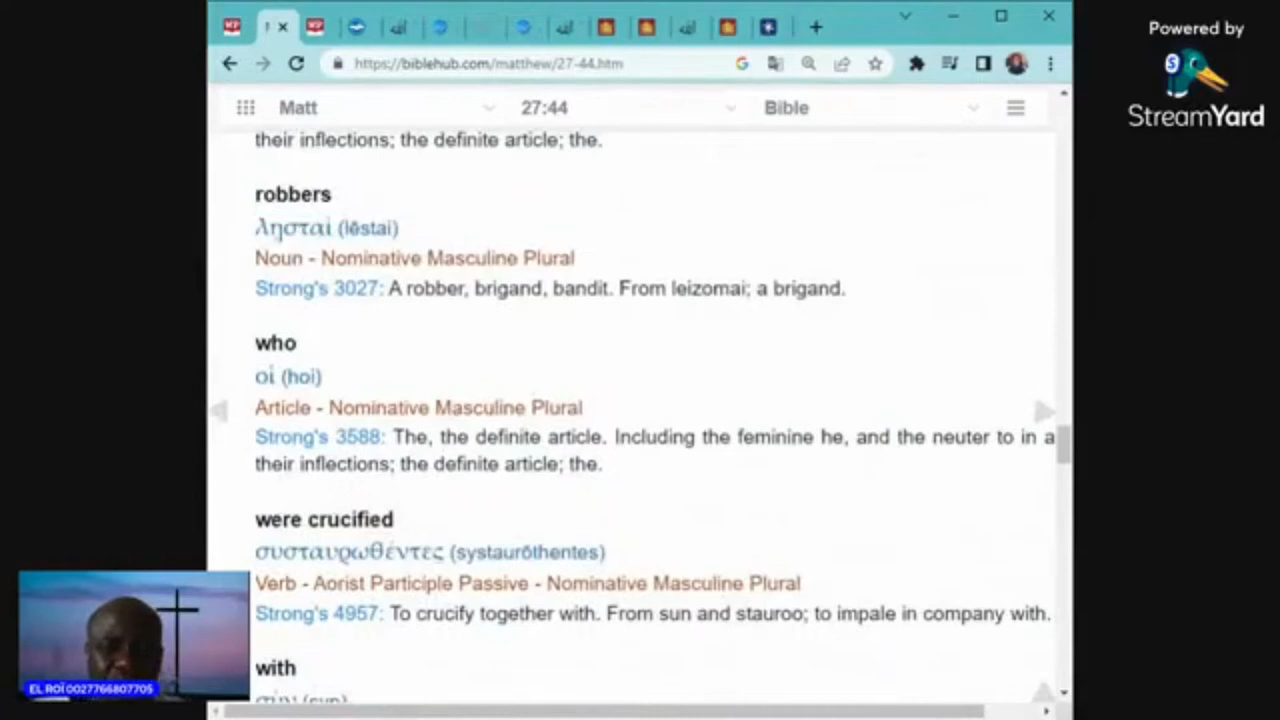 Powered by
StreamYard
https://biblehub.com/matthew/27-44.htm
Matt
27:44
Bible
their inflections; the definite article; the.
robbers
λῃσταὶ (lēstai)
Noun - Nominative Masculine Plural
Strong's 3027: A robber, brigand, bandit. From leizomai; a brigand.
who
οἱ (hoi)
Article - Nominative Masculine Plural
Strong's 3588: The, the definite article. Including the feminine he, and the neuter to in a
their inflections; the definite article; the.
were crucified
συσταυρωθέντες (systaurōthentes)
Verb - Aorist Participle Passive - Nominative Masculine Plural
Strong's 4957: To crucify together with. From sun and stauroo; to impale in company with.
with
EL ROÏ 0027766807705